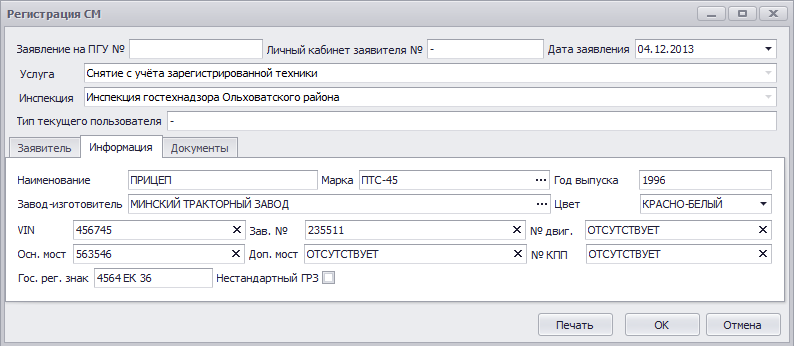 Регистрация СМ
Заявление на ПГУ № Личный кабинет заявителя № - Дата заявления 04.12.2013
Услуга Снятие с учёта зарегистрированной техники
Инспекция Инспекция гостехнадзора Ольховатского района
Тип текущего пользователя -
Заявитель Информация Документы
Наименование ПРИЦЕП Марка ПТС-45 ... Год выпуска 1996
Завод-изготовитель МИНСКИЙ ТРАКТОРНЫЙ ЗАВОД ... Цвет КРАСНО-БЕЛЫЙ
VIN 456745 Зав. № 235511 № двиг. ОТСУТСТВУЕТ
Осн. мост 563546 Доп. мост ОТСУТСТВУЕТ № КПП ОТСУТСТВУЕТ
Гос. рег. знак 4564 ЕК 36 Нестандартный ГРЗ
Печать ОК Отмена